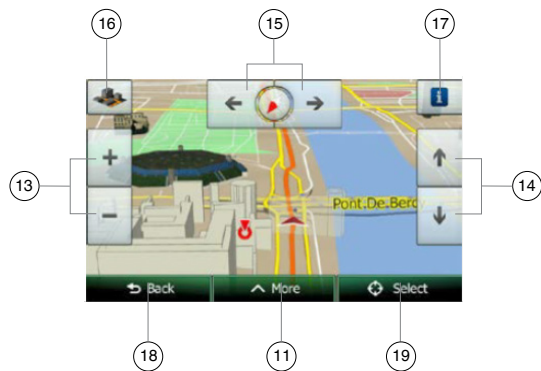 16 15 17
i
13 + ↑ 14
− ↓
Pont De Bercy
Back More Select
18 11 19